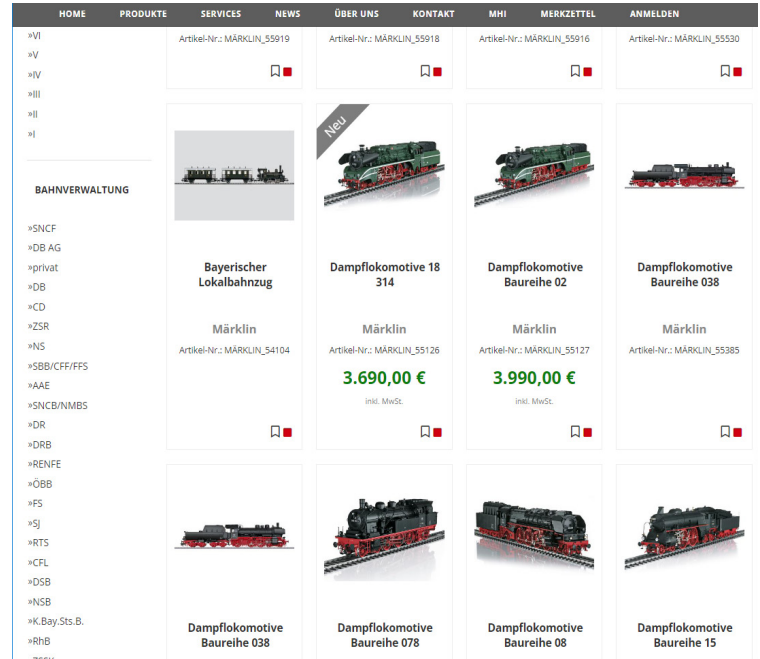 HOME PRODUKTE SERVICES NEWS ÜBER UNS KONTAKT MHI MERKZETTEL ANMELDEN
»VI
»V
»IV
»III
»II
»I
BAHNVERWALTUNG
»SNCF
»DB AG
»privat
»DB
»CD
»ZSR
»NS
»SBB/CFF/FFS
»AAE
»SNCB/NMBS
»DR
»DRB
»RENFE
»ÖBB
»FS
»SJ
»RTS
»CFL
»DSB
»NSB
»K.Bay.Sts.B.
»RhB
Artikel-Nr.: MÄRKLIN_55919
Artikel-Nr.: MÄRKLIN_55918
Artikel-Nr.: MÄRKLIN_55916
Artikel-Nr.: MÄRKLIN_55530
Bayerischer
Lokalbahnzug
Märklin
Artikel-Nr.: MÄRKLIN_54104
Neu
Dampflokomotive 18
314
Märklin
Artikel-Nr.: MÄRKLIN_55126
3.690,00 €
inkl. MwSt.
Dampflokomotive
Baureihe 02
Märklin
Artikel-Nr.: MÄRKLIN_55127
3.990,00 €
inkl. MwSt.
Dampflokomotive
Baureihe 038
Märklin
Artikel-Nr.: MÄRKLIN_55385
Dampflokomotive
Baureihe 038
Dampflokomotive
Baureihe 078
Dampflokomotive
Baureihe 08
Dampflokomotive
Baureihe 15